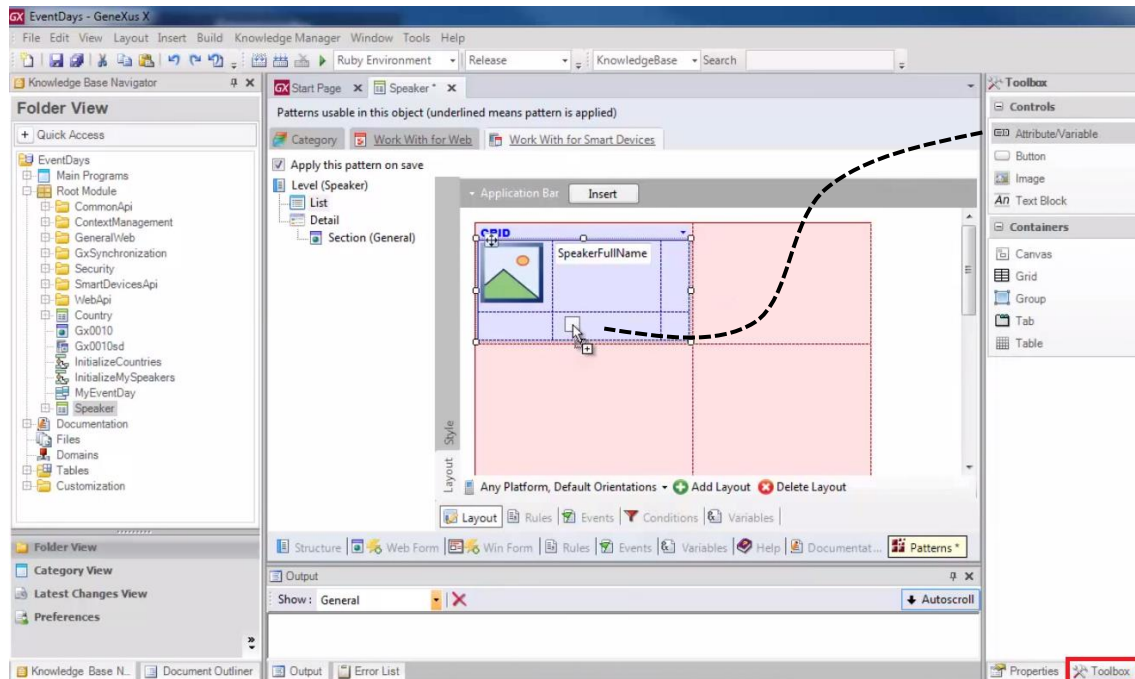 GX EventDays - GeneXus X
File Edit View Layout Insert Build Knowledge Manager Window Tools Help
Ruby Environment Release KnowledgeBase Search
Knowledge Base Navigator
Folder View
+ Quick Access
EventDays
Main Programs
Root Module
CommonApi
ContextManagement
GeneralWeb
GxSynchronization
Security
SmartDevicesApi
WebApi
Country
Gx0010
Gx0010sd
InitializeCountries
InitializeMySpeakers
MyEventDay
Speaker
Documentation
Files
Domains
Tables
Customization
Folder View
Category View
Latest Changes View
Preferences
Knowledge Base N... Document Outliner
GX Start Page Speaker *
Patterns usable in this object (underlined means pattern is applied)
Category Work With for Web Work With for Smart Devices
Apply this pattern on save
Level (Speaker)
List
Detail
Section (General)
Application Bar Insert
GRID
SpeakerFullName
Style
Layout
Any Platform, Default Orientations Add Layout Delete Layout
Layout Rules Events Conditions Variables
Structure Web Form Win Form Rules Events Variables Help Documentat... Patterns *
Output
Show: General Autoscroll
Output Error List
Toolbox
Controls
Attribute/Variable
Button
Image
An Text Block
Containers
Canvas
Grid
Group
Tab
Table
Properties Toolbox